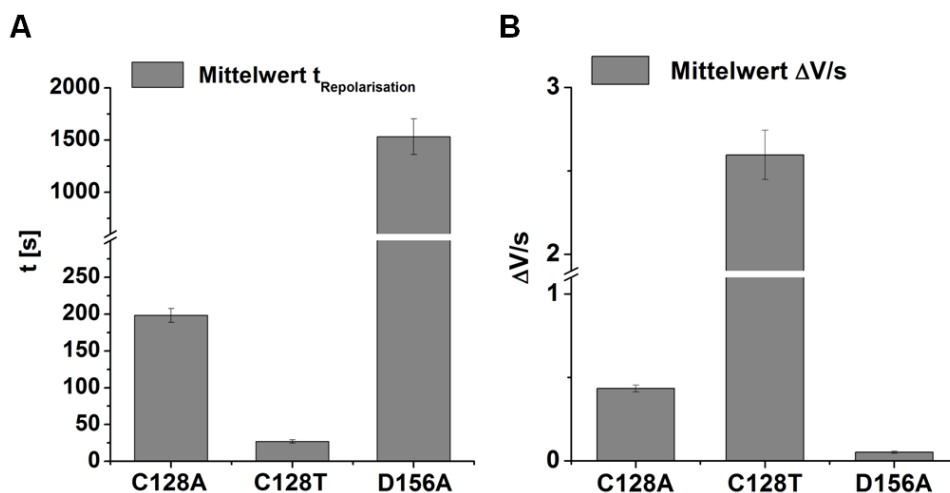 A
Mittelwert tRepolarisation
2000
1500
1000
250
200
150
100
50
0
t [s]
C128A C128T D156A
B
Mittelwert ΔV/s
3
2
1
0
ΔV/s
C128A C128T D156A